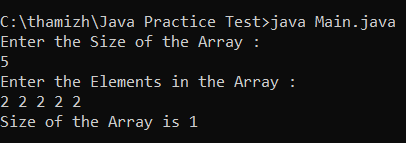 C:\thamizh\Java Practice Test>java Main.java
Enter the Size of the Array :
5
Enter the Elements in the Array :
2 2 2 2 2
Size of the Array is 1